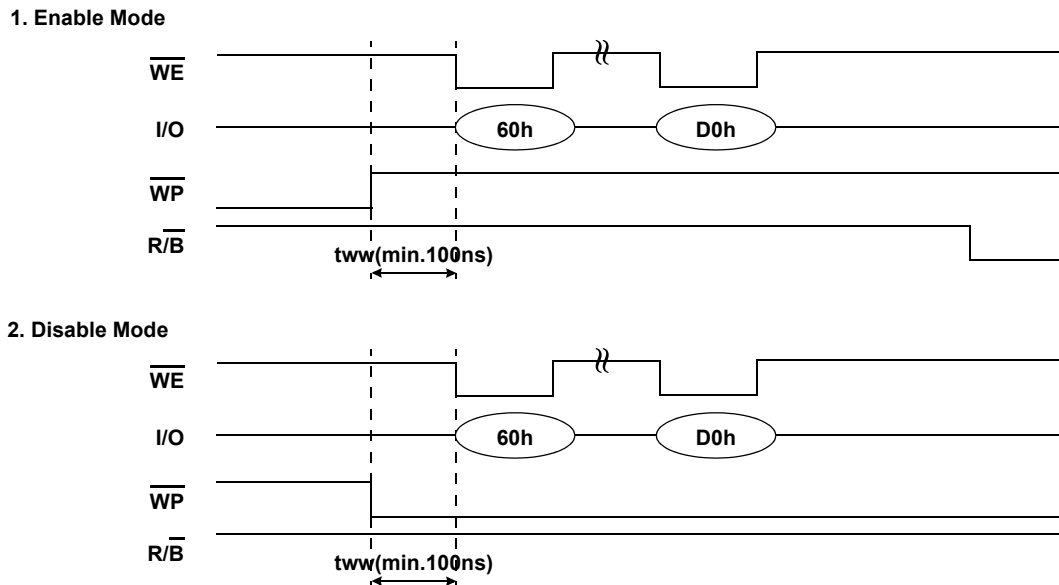 1. Enable Mode
WE
I/O
60h
D0h
WP
R/B
tww(min.100ns)
2. Disable Mode
WE
I/O
60h
D0h
WP
R/B
tww(min.100ns)